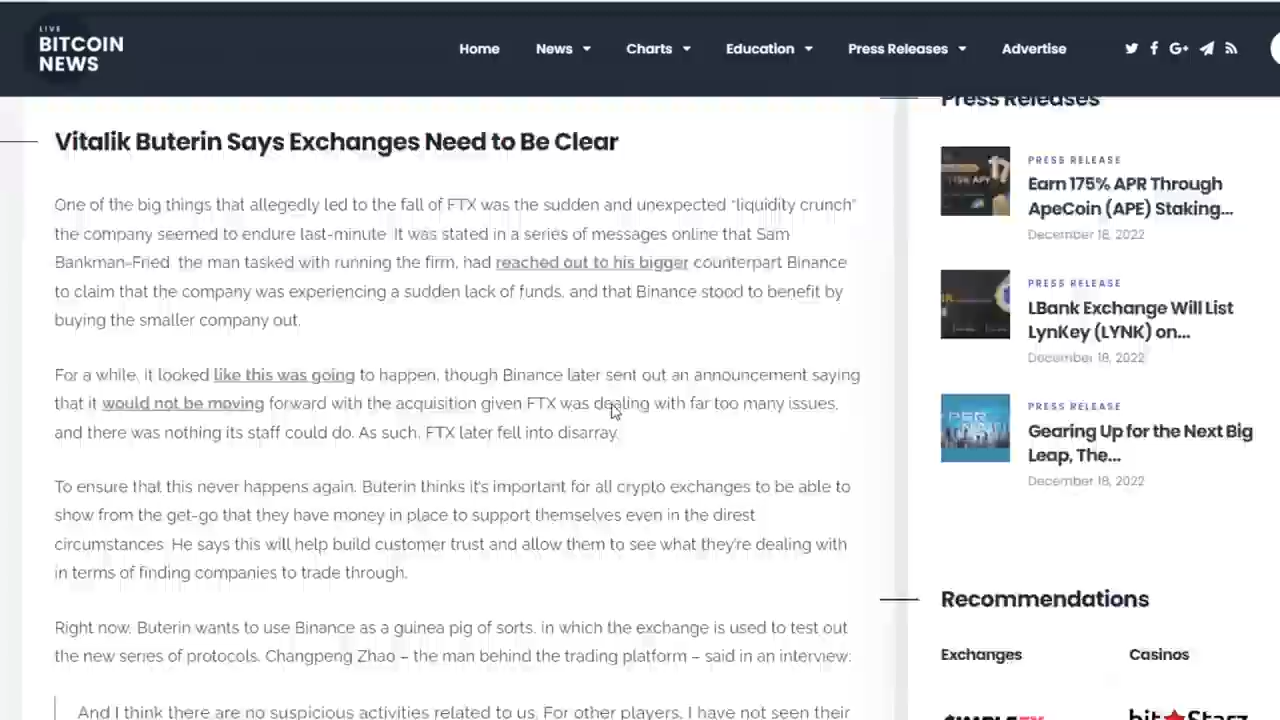 LIVE
BITCOIN
NEWS
Home
News
Charts
Education
Press Releases
Advertise
Vitalik Buterin Says Exchanges Need to Be Clear
One of the big things that allegedly led to the fall of FTX was the sudden and unexpected “liquidity crunch”
the company seemed to endure last-minute. It was stated in a series of messages online that Sam
Bankman-Fried, the man tasked with running the firm, had reached out to his bigger counterpart Binance
to claim that the company was experiencing a sudden lack of funds, and that Binance stood to benefit by
buying the smaller company out.
For a while, it looked like this was going to happen, though Binance later sent out an announcement saying
that it would not be moving forward with the acquisition given FTX was dealing with far too many issues,
and there was nothing its staff could do. As such, FTX later fell into disarray.
To ensure that this never happens again, Buterin thinks it's important for all crypto exchanges to be able to
show from the get-go that they have money in place to support themselves even in the direst
circumstances. He says this will help build customer trust and allow them to see what they're dealing with
in terms of finding companies to trade through.
Right now, Buterin wants to use Binance as a guinea pig of sorts, in which the exchange is used to test out
the new series of protocols. Changpeng Zhao – the man behind the trading platform – said in an interview:
And I think there are no suspicious activities related to us. For other players, I have not seen their
Press Releases
PRESS RELEASE
Earn 175% APR Through
ApeCoin (APE) Staking...
December 18, 2022
PRESS RELEASE
LBank Exchange Will List
LynKey (LYNK) on...
December 18, 2022
PRESS RELEASE
Gearing Up for the Next Big
Leap, The...
December 18, 2022
Recommendations
Exchanges
Casinos